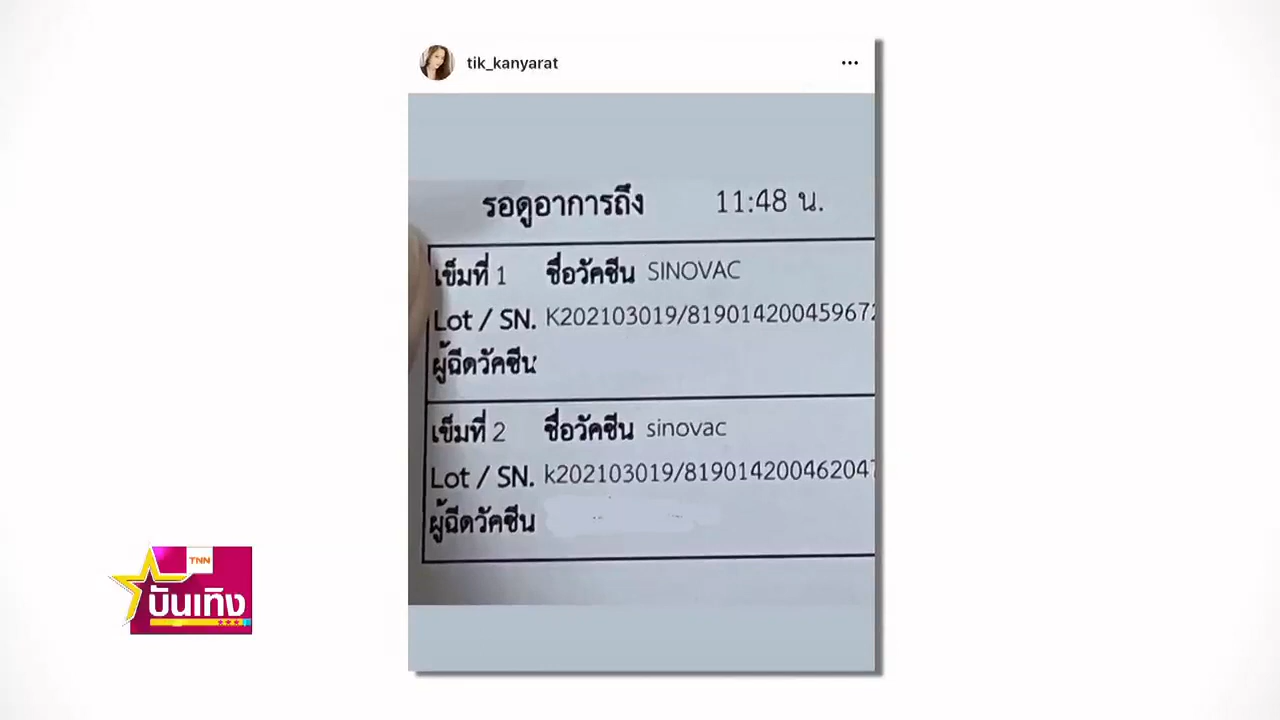 tik_kanyarat
รอดูอาการถึง 11:48 น.
เข็มที่ 1 ชื่อวัคซีน SINOVAC
Lot / SN. K202103019/819014200459672
ผู้ฉีดวัคซีน
เข็มที่ 2 ชื่อวัคซีน sinovac
Lot / SN. k202103019/819014200462047
ผู้ฉีดวัคซีน
TNN
บันเทิง